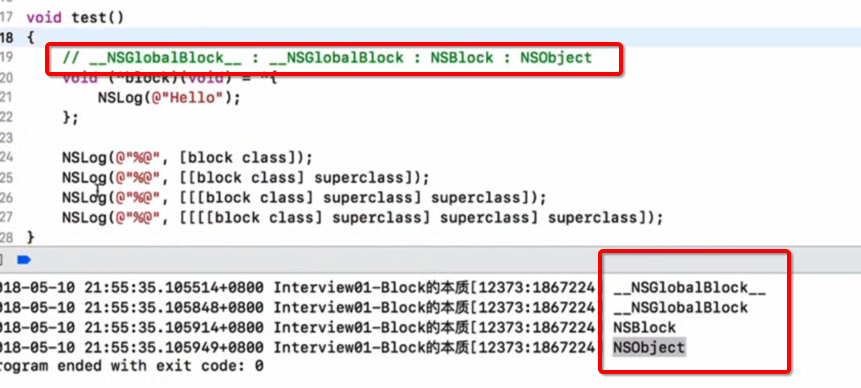 17 void test()
18 {
19 // __NSGlobalBlock__ : __NSGlobalBlock : NSBlock : NSObject
20 void (^block)(void) = ^{
21 NSLog(@"Hello");
22 };
23
24 NSLog(@"%@", [block class]);
25 NSLog(@"%@", [[block class] superclass]);
26 NSLog(@"%@", [[[block class] superclass] superclass]);
27 NSLog(@"%@", [[[[block class] superclass] superclass] superclass]);
28 }
018-05-10 21:55:35.105514+0800 Interview01-Block的本质[12373:1867224] __NSGlobalBlock__
018-05-10 21:55:35.105848+0800 Interview01-Block的本质[12373:1867224] __NSGlobalBlock
018-05-10 21:55:35.105914+0800 Interview01-Block的本质[12373:1867224] NSBlock
018-05-10 21:55:35.105949+0800 Interview01-Block的本质[12373:1867224] NSObject
rogram ended with exit code: 0